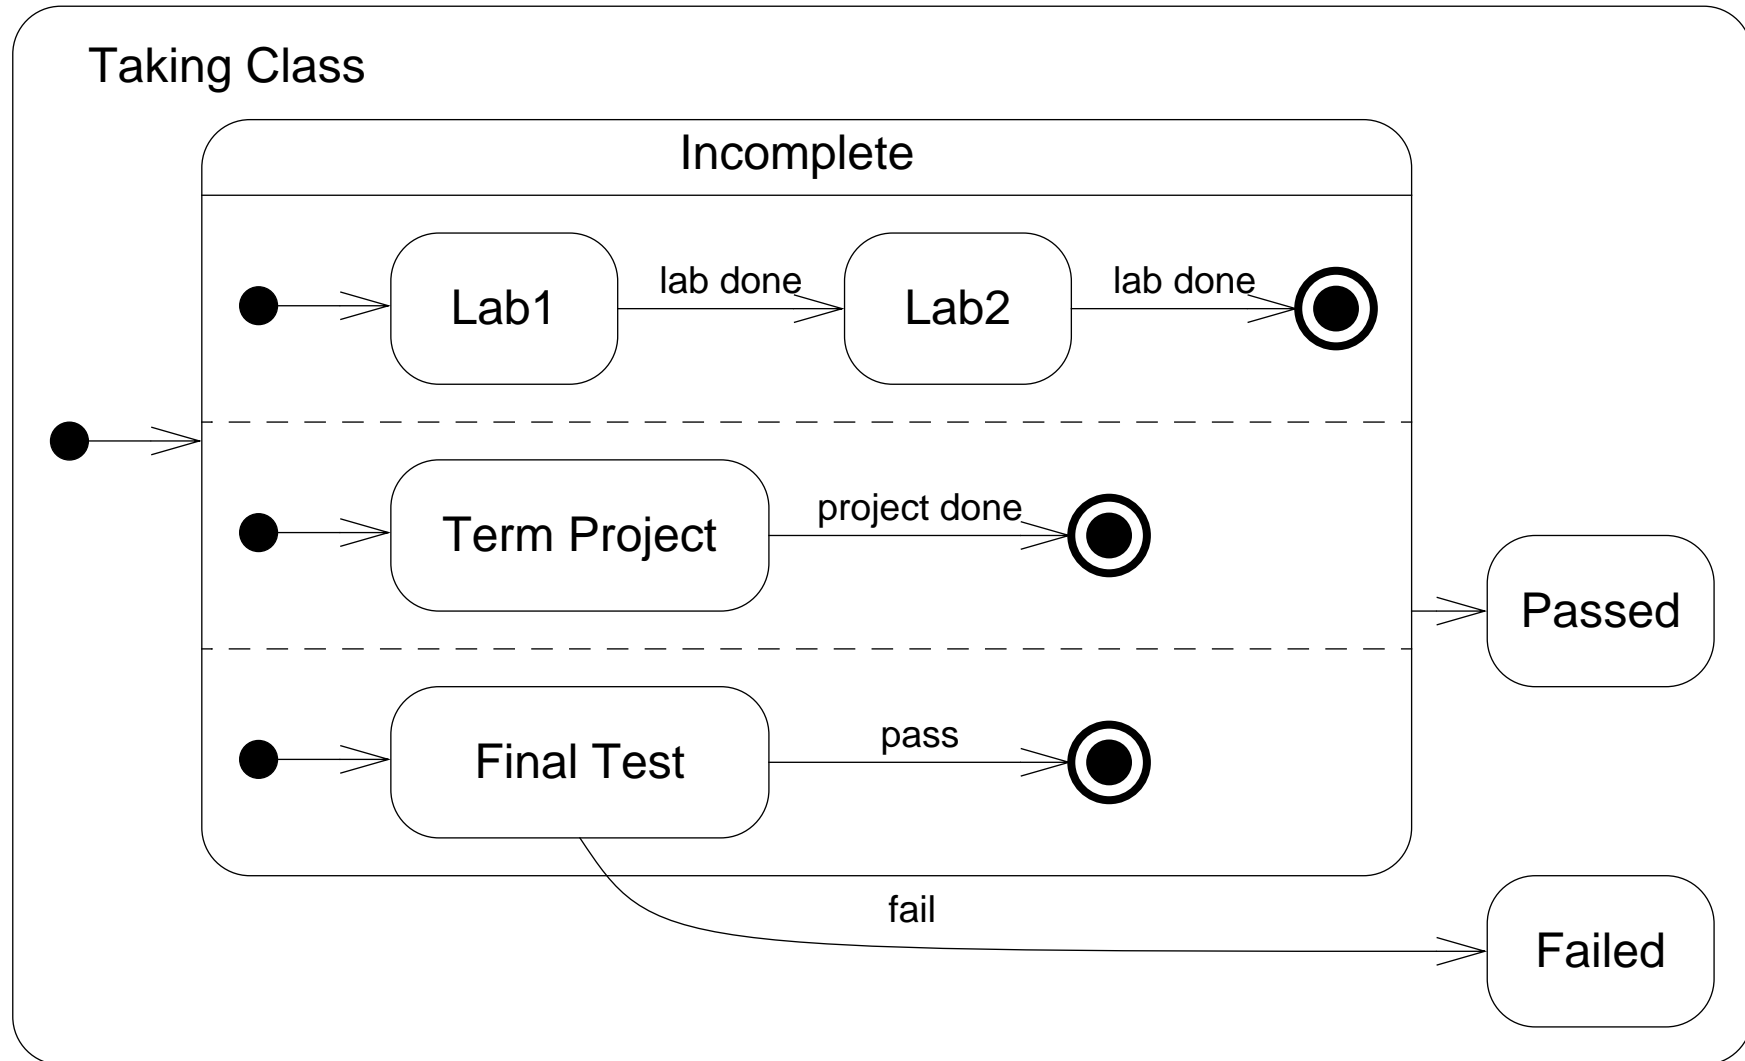 Taking Class
Incomplete
Lab1
lab done
Lab2
lab done
Term Project
project done
Passed
Final Test
pass
fail
Failed